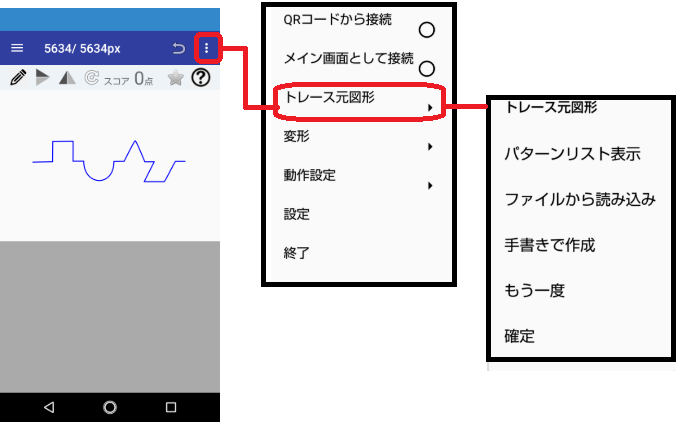 5634/ 5634px
スコア 0点
QRコードから接続
メイン画面として接続
トレース元図形
変形
動作設定
設定
終了
トレース元図形
パターンリスト表示
ファイルから読み込み
手書きで作成
もう一度
確定